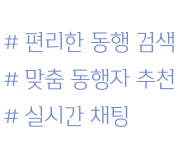 # 편리한 동행 검색
# 맞춤 동행자 추천
# 실시간 채팅